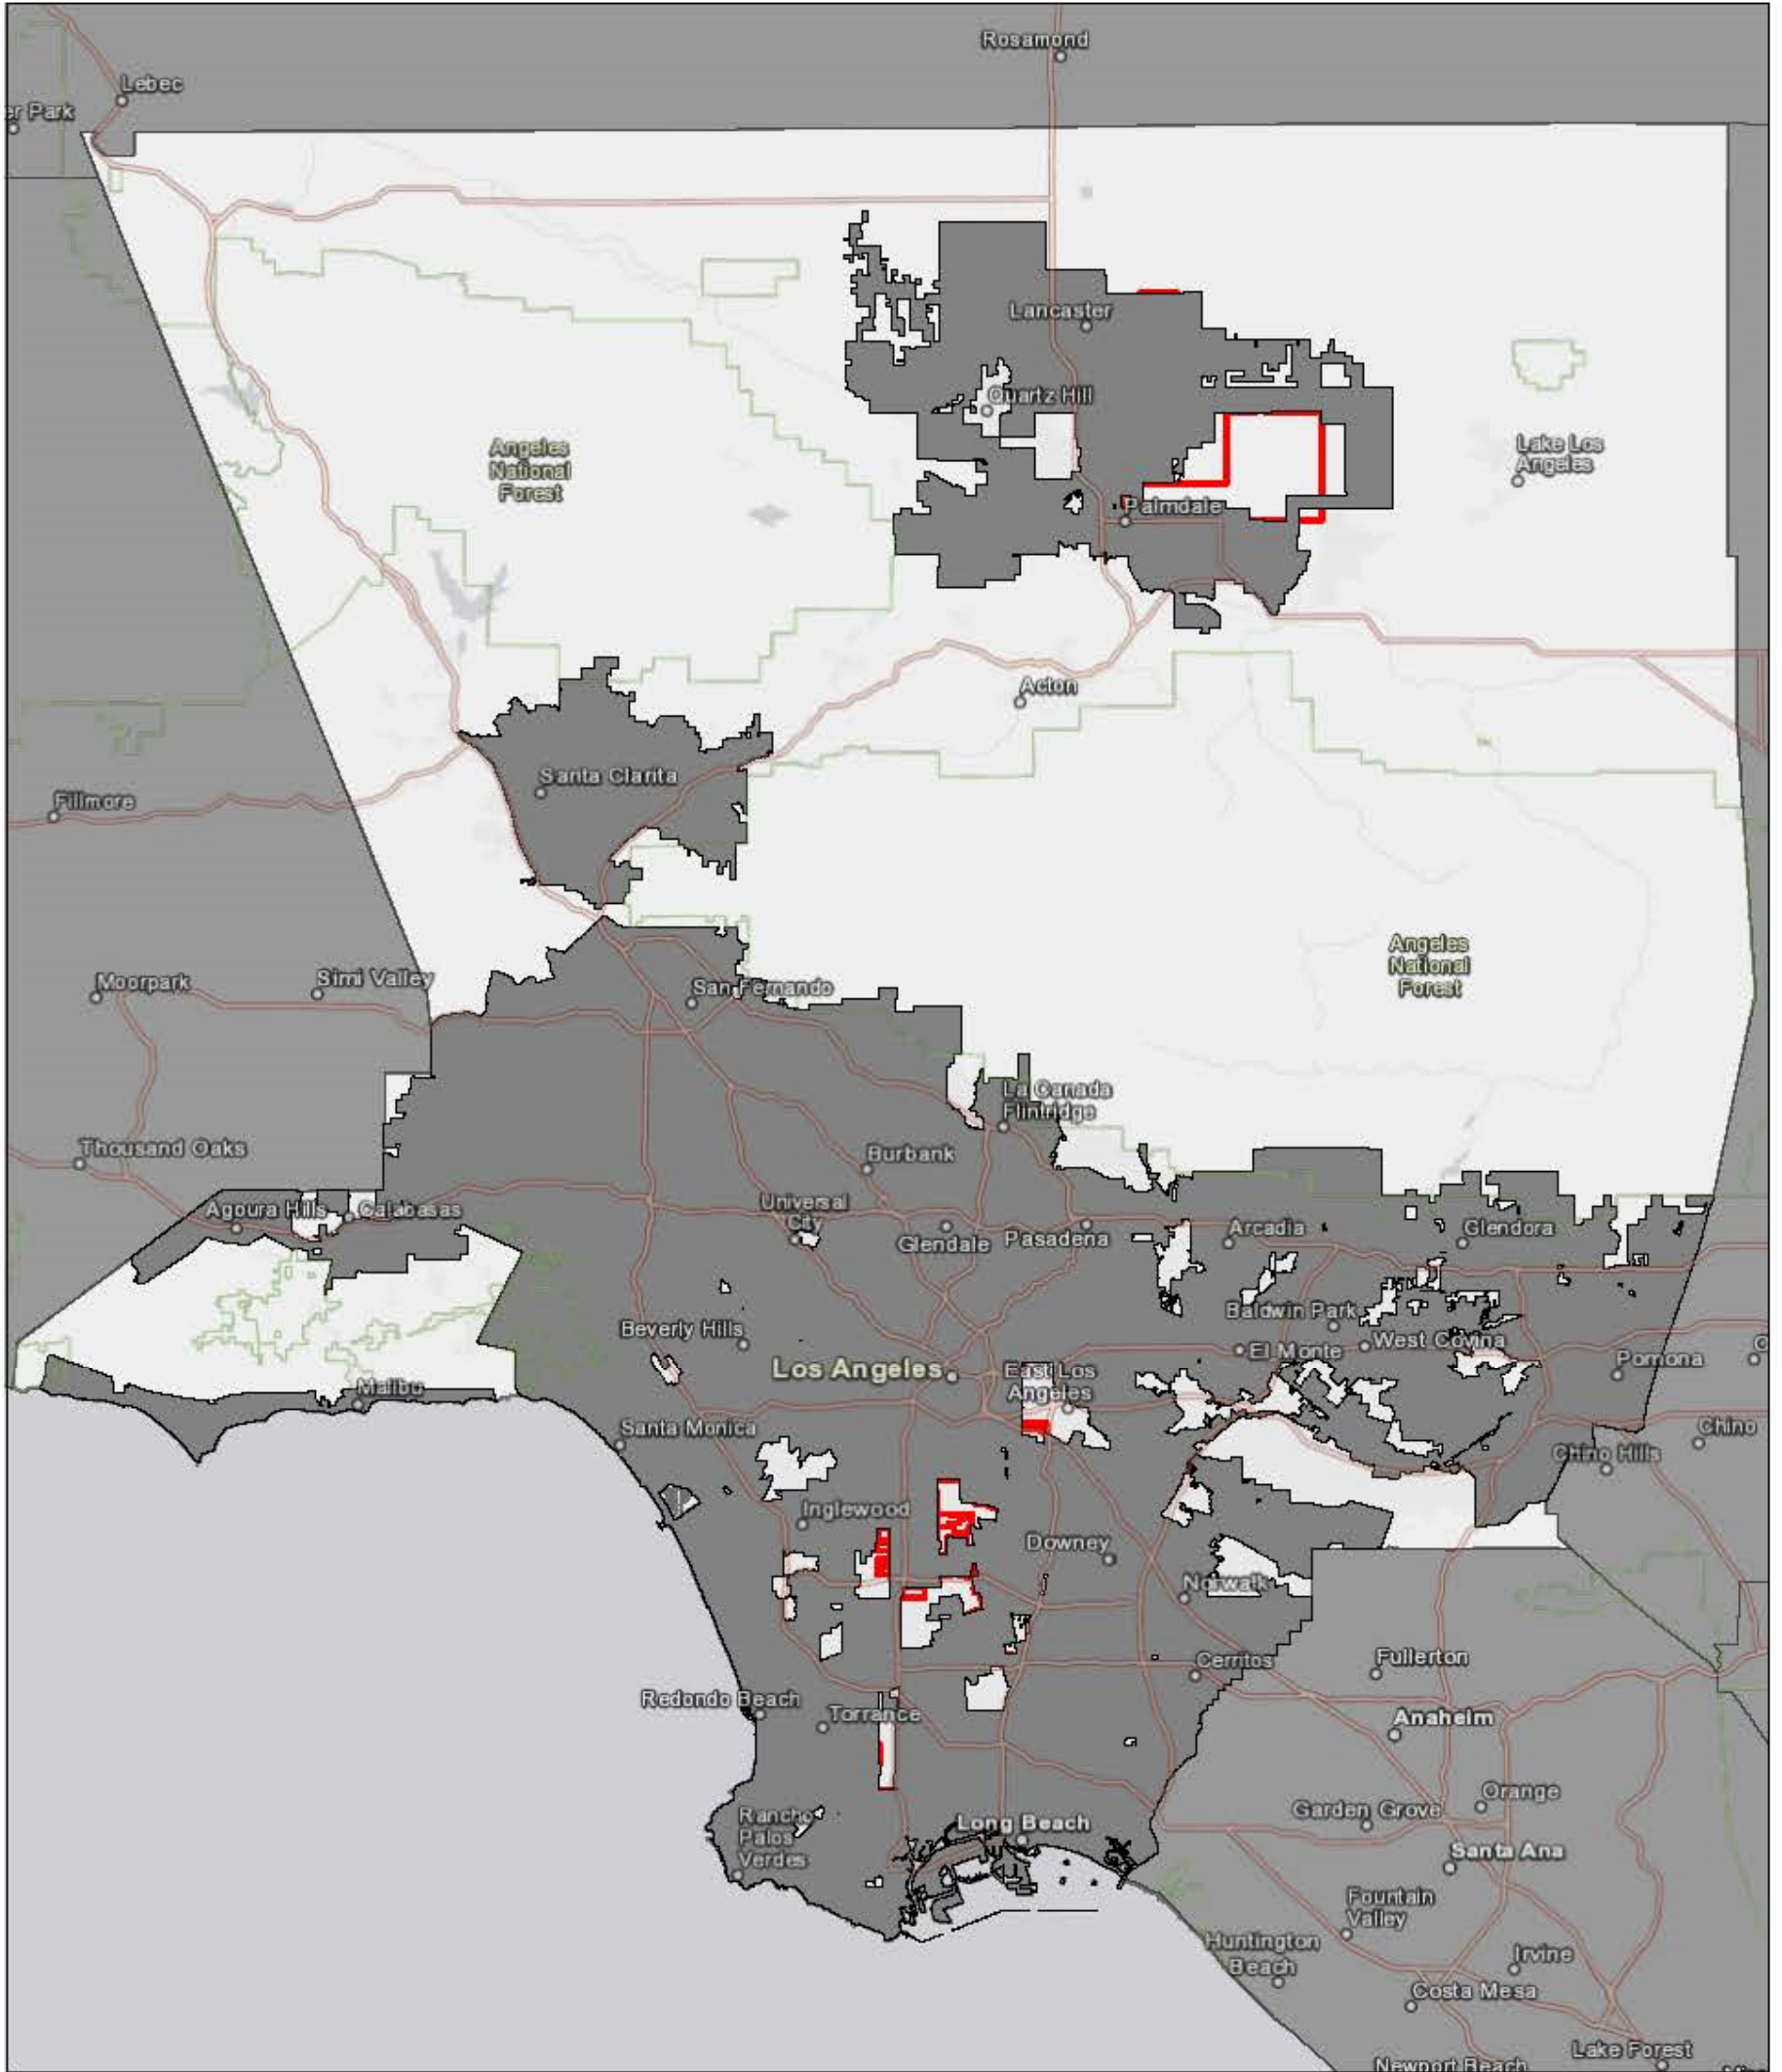 Rosamond
Lebec
er Park
Lancaster
Quartz Hill
Angeles
National
Forest
Lake Los
Angeles
Palmdale
Acton
Santa Clarita
Fillmore
Angeles
National
Forest
Moorpark
Simi Valley
San Fernando
La Canada
Flintridge
Thousand Oaks
Burbank
Universal
City
Agoura Hills
Calabasas
Glendale
Pasadena
Arcadia
Glendora
Baldwin Park
Beverly Hills
El Monte
West Covina
Los Angeles
East Los
Angeles
Pomona
O
Malibu
Santa Monica
Chino
Chino Hills
Inglewood
Downey
Norwalk
Cerritos
Fullerton
Redondo Beach
Torrance
Anaheim
Orange
Garden Grove
Rancho
Palos
Verdes
Long Beach
Santa Ana
Fountain
Valley
Huntington
Beach
Irvine
Costa Mesa
Lake Forest
Newport Beach